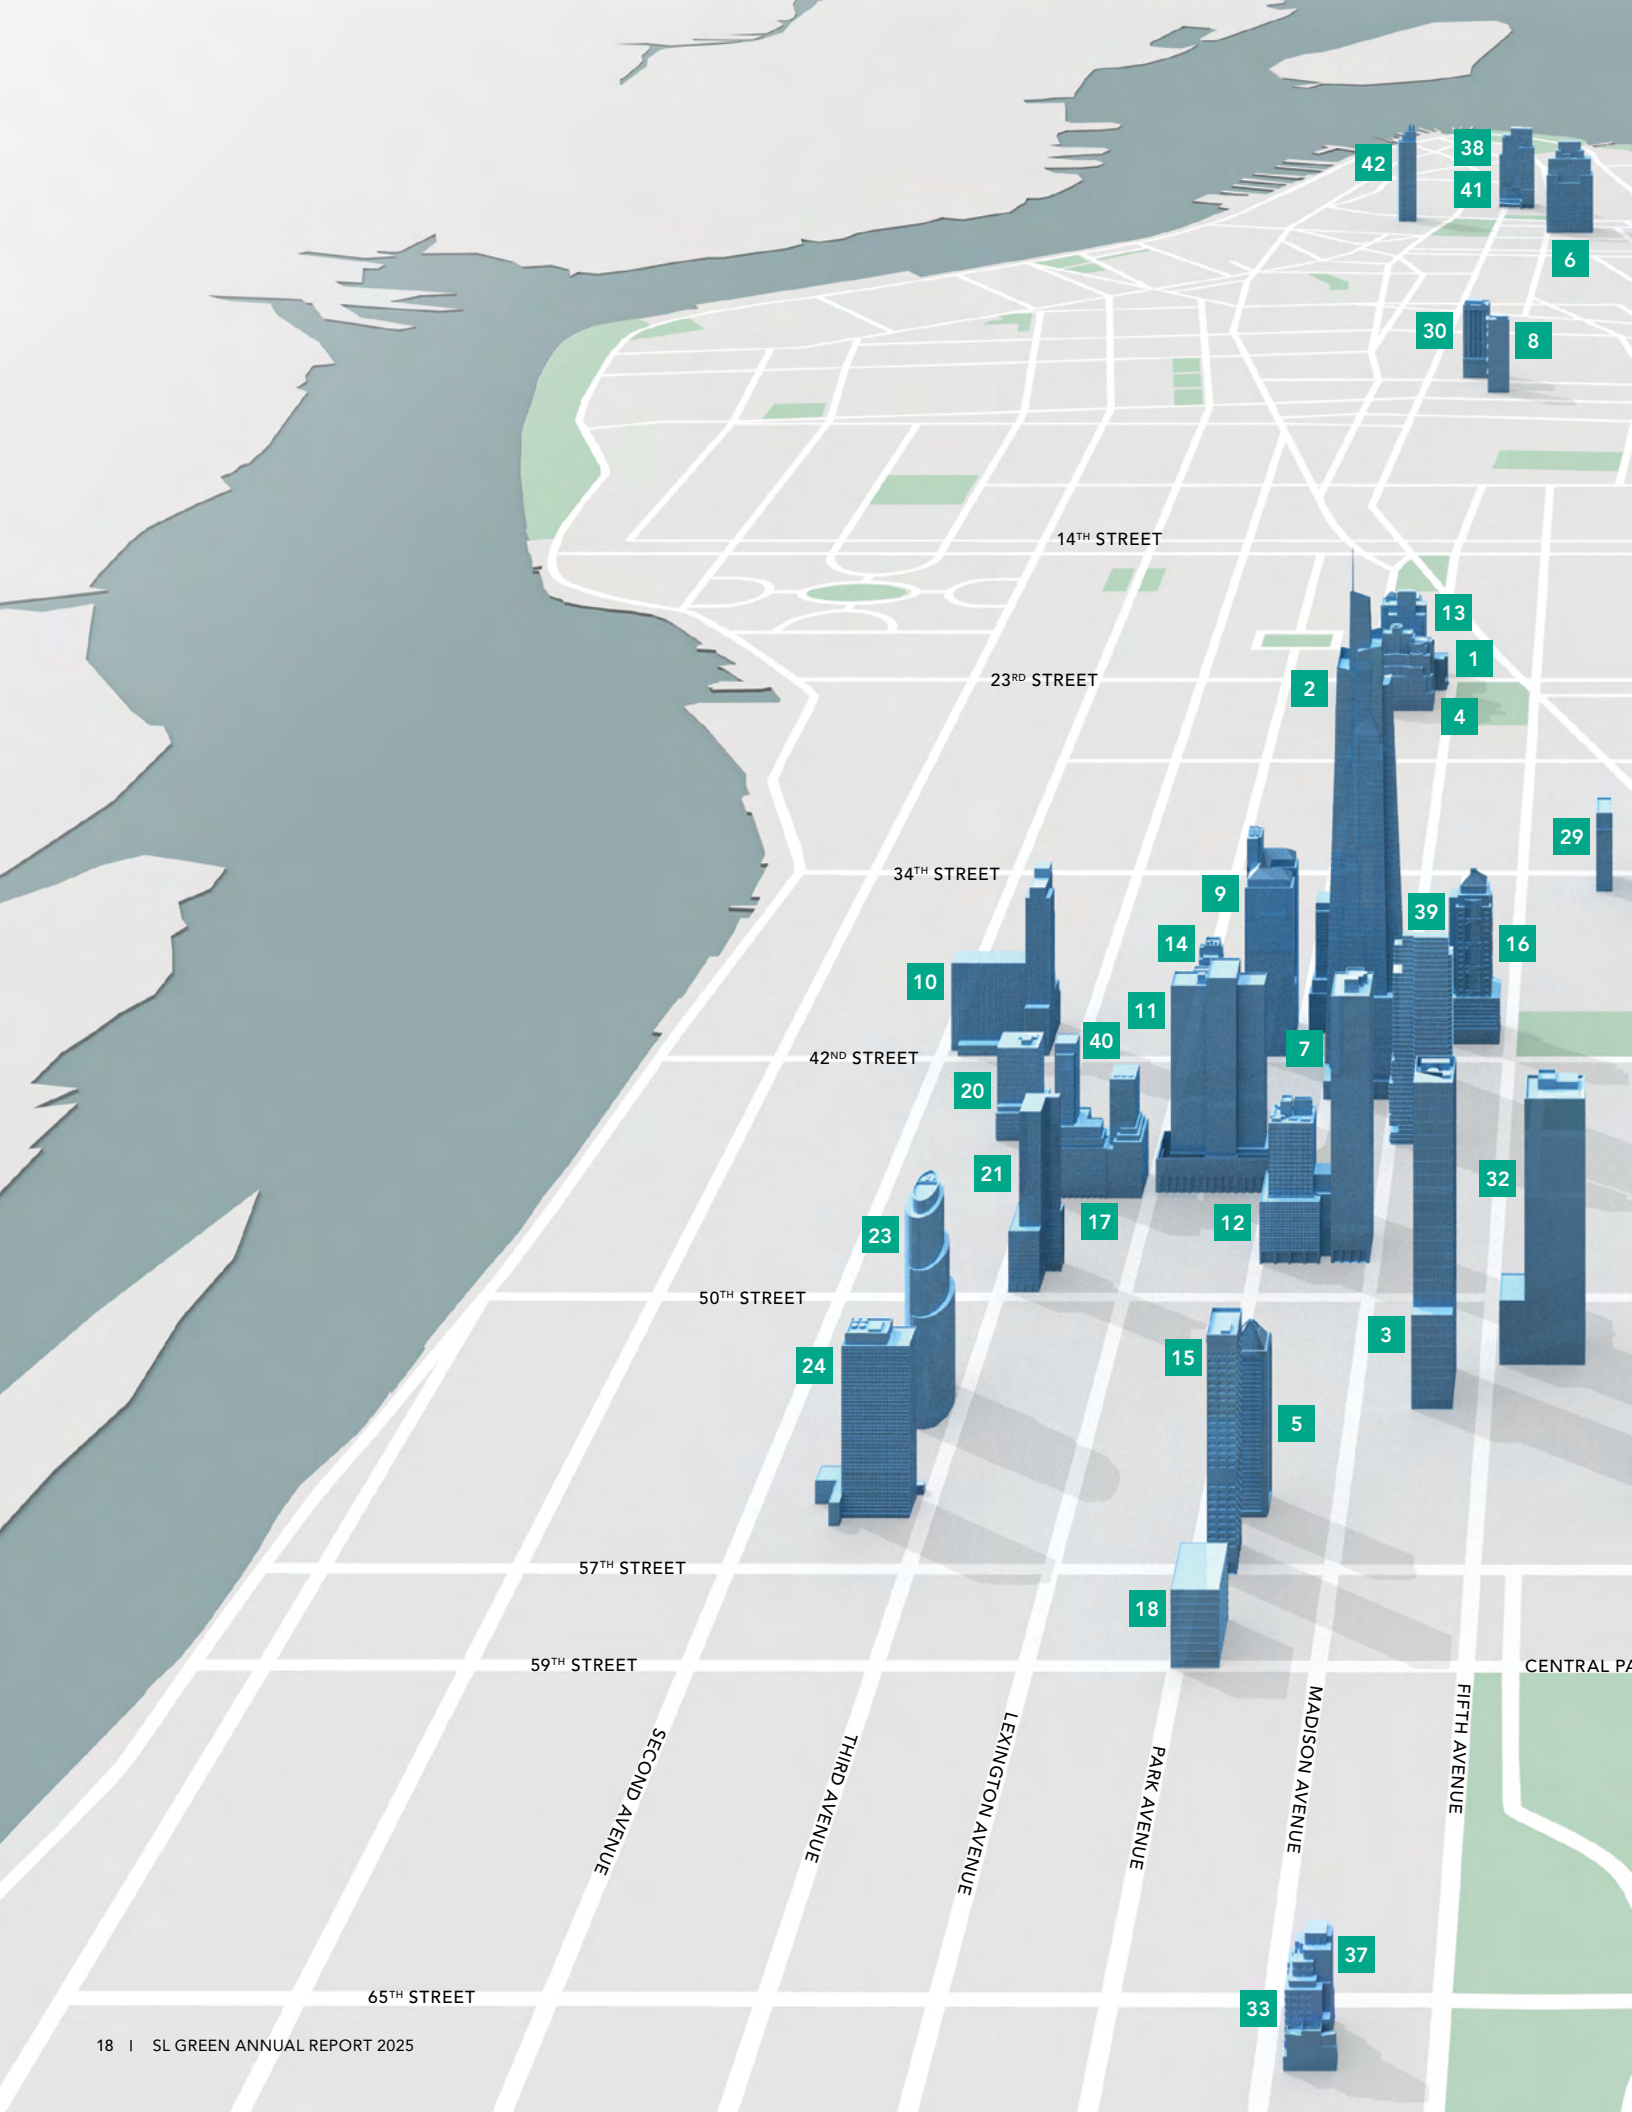 38
42
41
6
30
8
14TH STREET
13
1
23RD STREET
2
4
29
34TH STREET
9
39
14
16
10
11
40
7
42ND STREET
20
21
32
17
12
23
50TH STREET
3
15
24
5
57TH STREET
18
59TH STREET
CENTRAL PA
SECOND AVENUE
THIRD AVENUE
LEXINGTON AVENUE
PARK AVENUE
MADISON AVENUE
FIFTH AVENUE
37
65TH STREET
33
18 | SL GREEN ANNUAL REPORT 2025